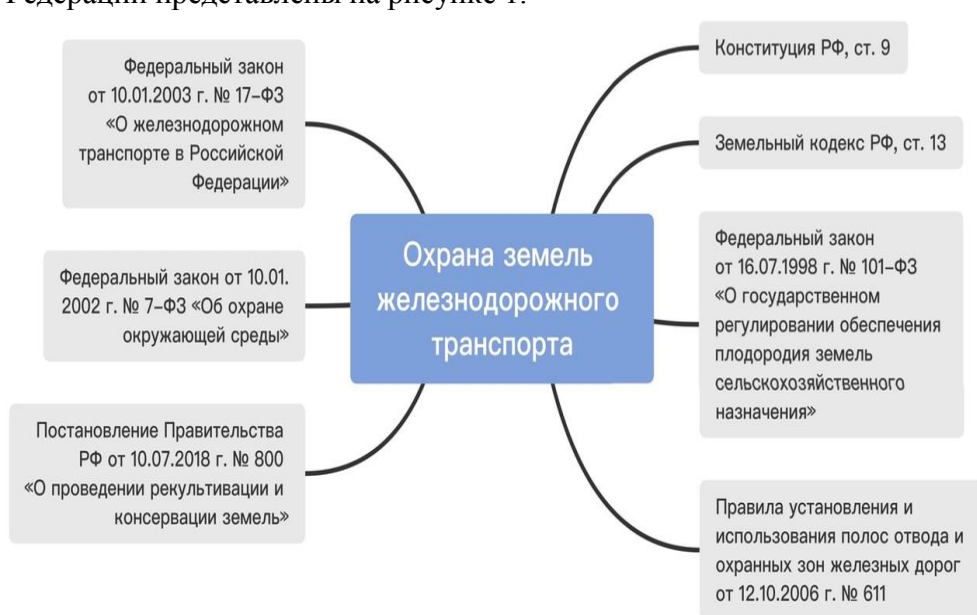 Федерации представлены на рисунке 1.
Федеральный закон
от 10.01.2003 г. № 17–ФЗ
«О железнодорожном
транспорте в Российской
Федерации»
Федеральный закон от 10.01.
2002 г. № 7–ФЗ «Об охране
окружающей среды»
Постановление Правительства
РФ от 10.07.2018 г. № 800
«О проведении рекультивации и
консервации земель»
Охрана земель
железнодорожного
транспорта
Конституция РФ, ст. 9
Земельный кодекс РФ, ст. 13
Федеральный закон
от 16.07.1998 г. № 101–ФЗ
«О государственном
регулировании обеспечения
плодородия земель
сельскохозяйственного
назначения»
Правила установления и
использования полос отвода и
охранных зон железных дорог
от 12.10.2006 г. № 611